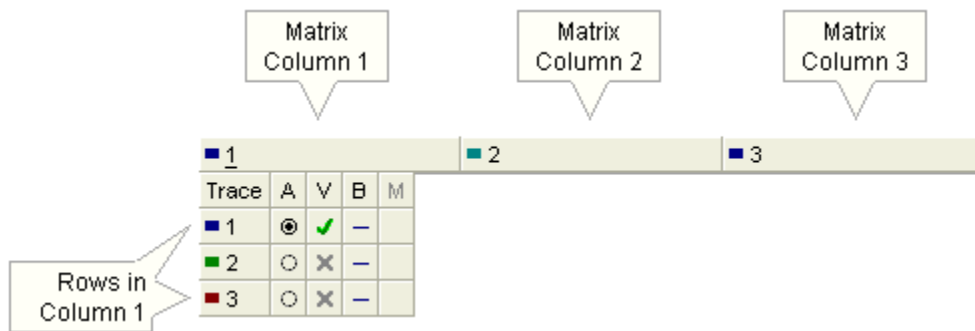 Matrix
Column 1
Matrix
Column 2
Matrix
Column 3
1 2 3
Trace A V B M
1
2
3
Rows in
Column 1